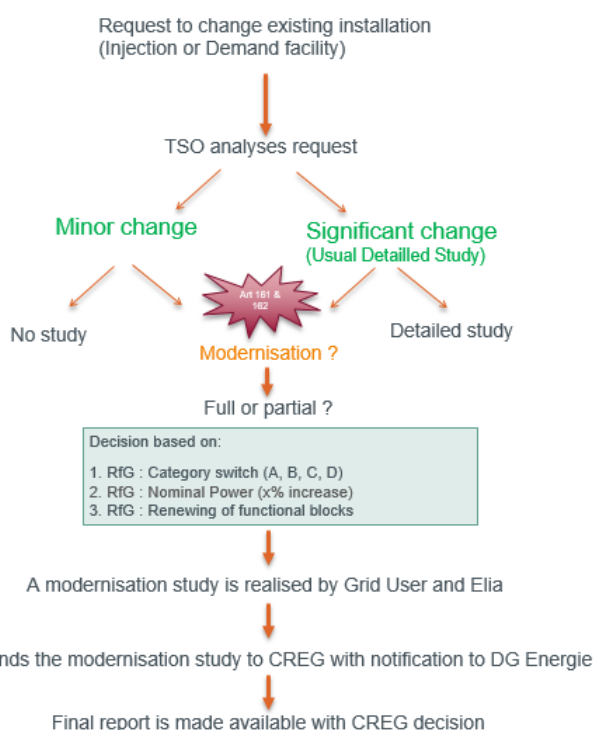 Request to change existing installation
(Injection or Demand facility)
TSO analyses request
Minor change
Significant change
(Usual Detailled Study)
Art 161 &
162
No study
Detailed study
Modernisation ?
Full or partial ?
Decision based on:
1. RfG : Category switch (A, B, C, D)
2. RfG : Nominal Power (x% increase)
3. RfG : Renewing of functional blocks
A modernisation study is realised by Grid User and Elia
nds the modernisation study to CREG with notification to DG Energie
Final report is made available with CREG decision